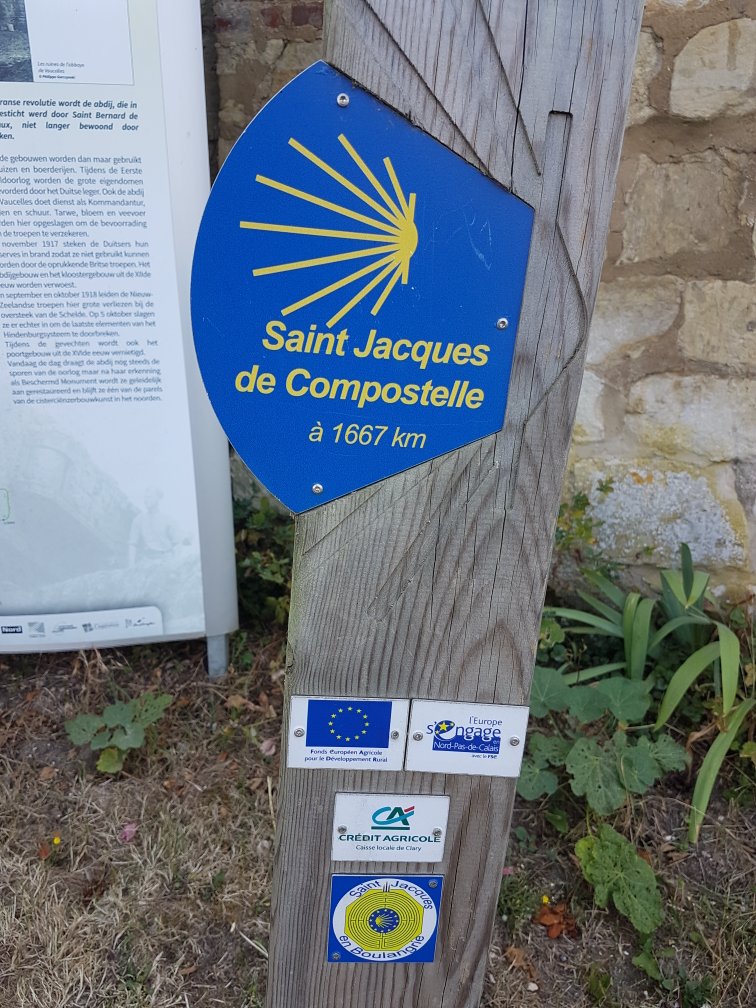 Les ruines de l'abbaye
de Vaucelles
© Philippe Garczynski
ranse revolutie wordt de abdij, die in
esticht werd door Saint Bernard de
ux, niet langer bewoond door
ken.
de gebouwen worden dan maar gebruikt
uizen en boerderijen. Tijdens de Eerste
ldoorlog worden de grote eigendommen
evorderd door het Duitse leger. Ook de abdij
Vaucelles doet dienst als Kommandantur,
en en schuur. Tarwe, bloem en veevoer
rden hier opgeslagen om de bevoorrading
n de troepen te verzekeren.
november 1917 steken de Duitsers hun
serves in brand zodat ze niet gebruikt kunnen
orden door de oprukkende Britse troepen. Het
bdijgebouw en het kloostergebouw uit de XIIde
euw worden verwoest.
n september en oktober 1918 leiden de Nieuw-
Zeelandse troepen hier grote verliezen bij de
oversteek van de Schelde. Op 5 oktober slagen
ze er echter in om de laatste elementen van het
Hindenburgsysteem te doorbreken.
Tijdens de gevechten wordt ook het
poortgebouw uit de XVIde eeuw vernietigd.
Vandaag de dag draagt de abdij nog steeds de
sporen van de oorlog maar na haar erkenning
als Beschermd Monument wordt ze geleidelijk
aan gerestaureerd en blijft ze één van de parels
van de cisterciënzerbouwkunst in het noorden.
Nord
Saint Jacques
de Compostelle
à 1667 km
Fonds Européen Agricole
pour le Développement Rural
l'Europe
s'engage
en
Nord-Pas-de-Calais
avec le FSE
CA
CRÉDIT AGRICOLE
Caisse locale de Clary
Saint Jacques
en Boulangrie